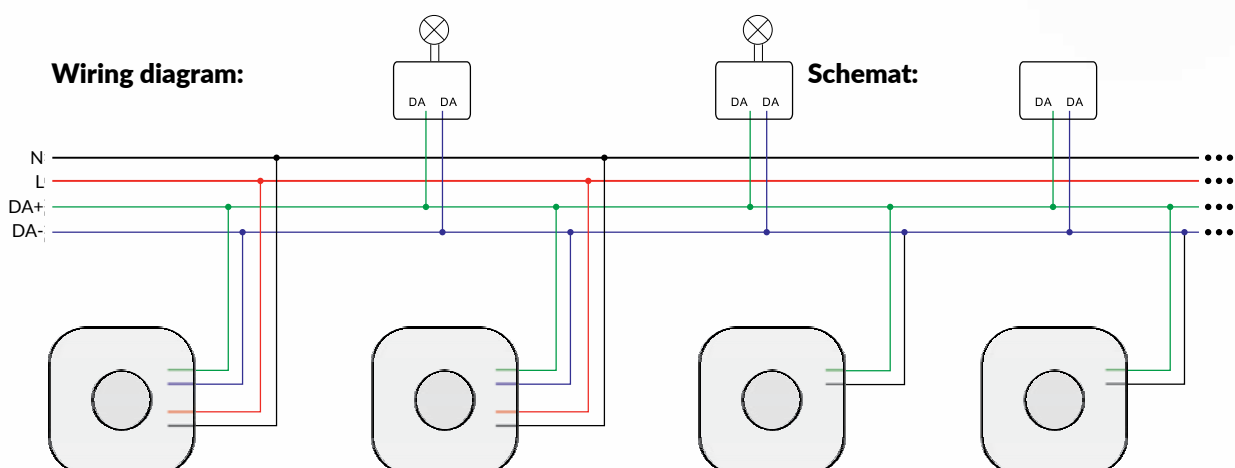 Wiring diagram:
Schemat:
DA DA
DA DA
DA DA
N
L
DA+
DA-